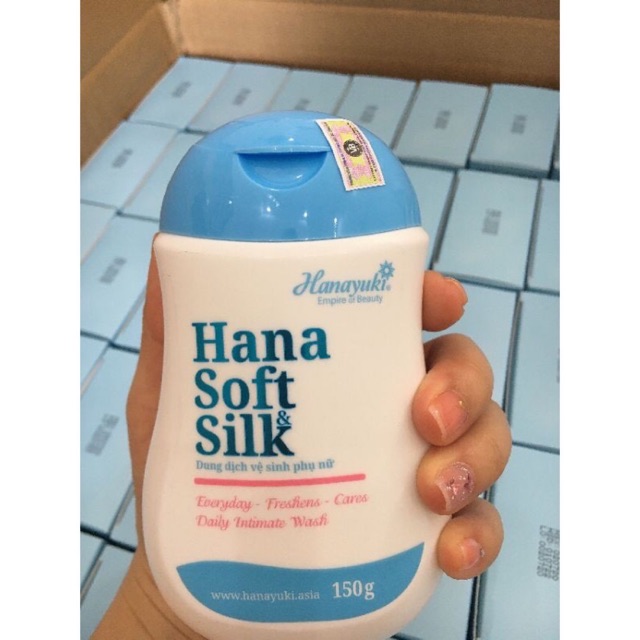 Hanayuki®
Empire of Beauty
Hana
Soft
&
Silk
Dung dịch vệ sinh phụ nữ
Everyday - Freshens - Cares
Daily Intimate Wash
www.hanayuki.asia 150g